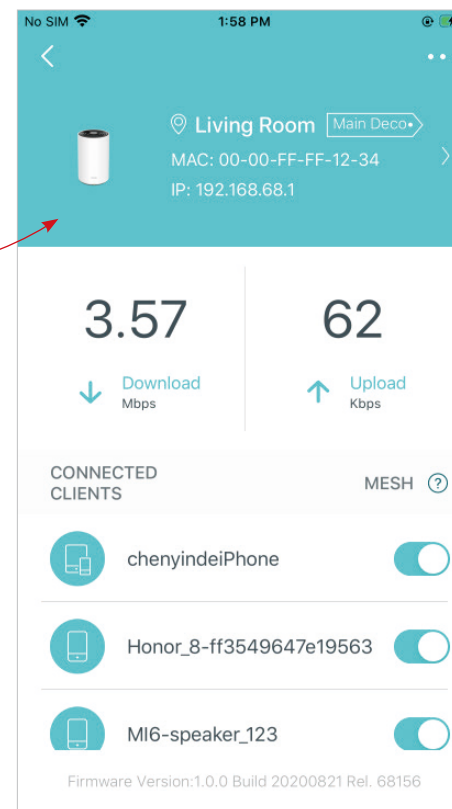 No SIM 1:58 PM
Living Room Main Deco
MAC: 00-00-FF-FF-12-34
IP: 192.168.68.1
3.57 62
Download Upload
Mbps Kbps
CONNECTED
CLIENTS
MESH ?
chenyindeiPhone
Honor_8-ff3549647e19563
MI6-speaker_123
Firmware Version:1.0.0 Build 20200821 Rel. 68156